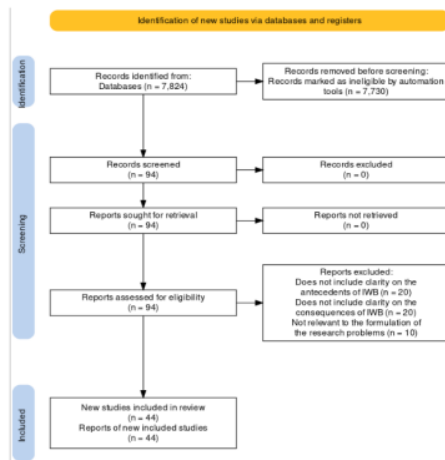 Identification of new studies via databases and registers
Identification
Records identified from:
Databases (n = 7,824)
Records removed before screening:
Records marked as ineligible by automation
tools (n = 7,730)
Screening
Records screened
(n = 94)
Records excluded
(n = 0)
Reports sought for retrieval
(n = 94)
Reports not retrieved
(n = 0)
Reports assessed for eligibility
(n = 94)
Reports excluded:
Does not include clarity on the
antecedents of IWB (n = 20)
Does not include clarity on the
consequences of IWB (n = 20)
Not relevant to the formulation of
the research problems (n = 10)
Included
New studies included in review
(n = 44)
Reports of new included studies
(n = 44)